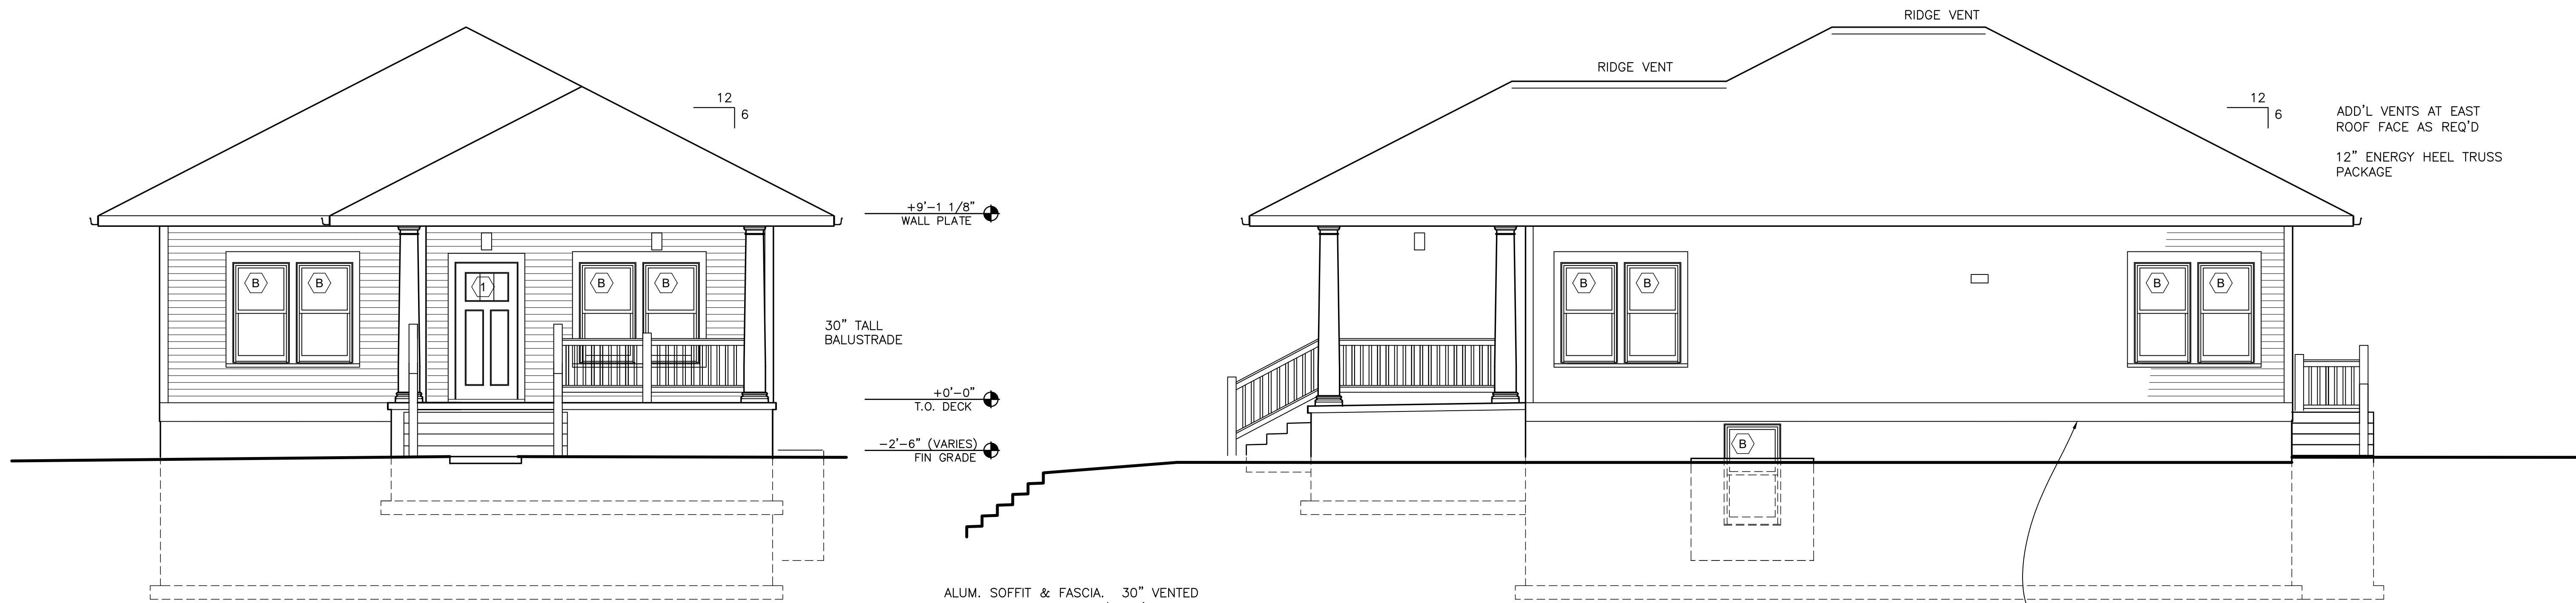 RIDGE VENT
RIDGE VENT
12
6
12
6
ADD'L VENTS AT EAST
ROOF FACE AS REQ'D
12" ENERGY HEEL TRUSS
PACKAGE
+9'-1 1/8"
WALL PLATE
B
B
1
B
B
B
B
B
B
30" TALL
BALUSTRADE
+0'-0"
T.O. DECK
-2'-6" (VARIES)
FIN GRADE
B
ALUM. SOFFIT & FASCIA. 30" VENTED